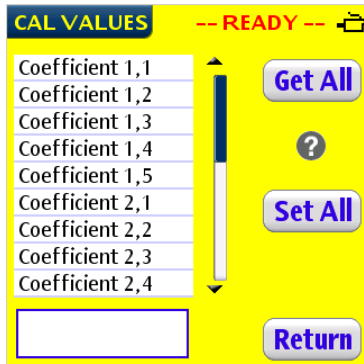 CAL VALUES -- READY --
Coefficient 1,1
Coefficient 1,2
Coefficient 1,3
Coefficient 1,4
Coefficient 1,5
Coefficient 2,1
Coefficient 2,2
Coefficient 2,3
Coefficient 2,4
Get All
?
Set All
Return